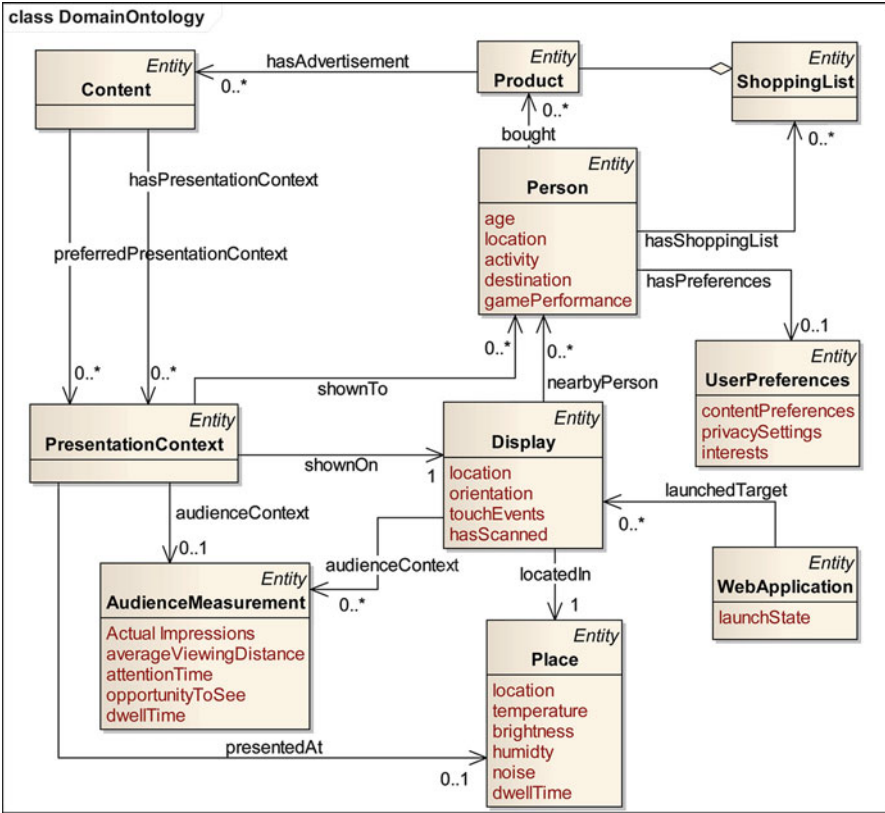 class DomainOntology
Entity
Content
hasAdvertisement
0..*
Entity
Product
Entity
ShoppingList
0..*
bought
0..*
hasPresentationContext
preferredPresentationContext
Entity
Person
age
location
activity
destination
gamePerformance
hasShoppingList
hasPreferences
0..1
0..*
0..*
0..*
0..*
shownTo
nearbyPerson
Entity
UserPreferences
contentPreferences
privacySettings
interests
Entity
PresentationContext
shownOn
1
Entity
Display
location
orientation
touchEvents
hasScanned
launchedTarget
0..*
audienceContext
0..1
audienceContext
0..*
locatedIn
1
Entity
WebApplication
launchState
Entity
AudienceMeasurement
Actual Impressions
averageViewingDistance
attentionTime
opportunityToSee
dwellTime
Entity
Place
location
temperature
brightness
humidty
noise
dwellTime
presentedAt
0..1